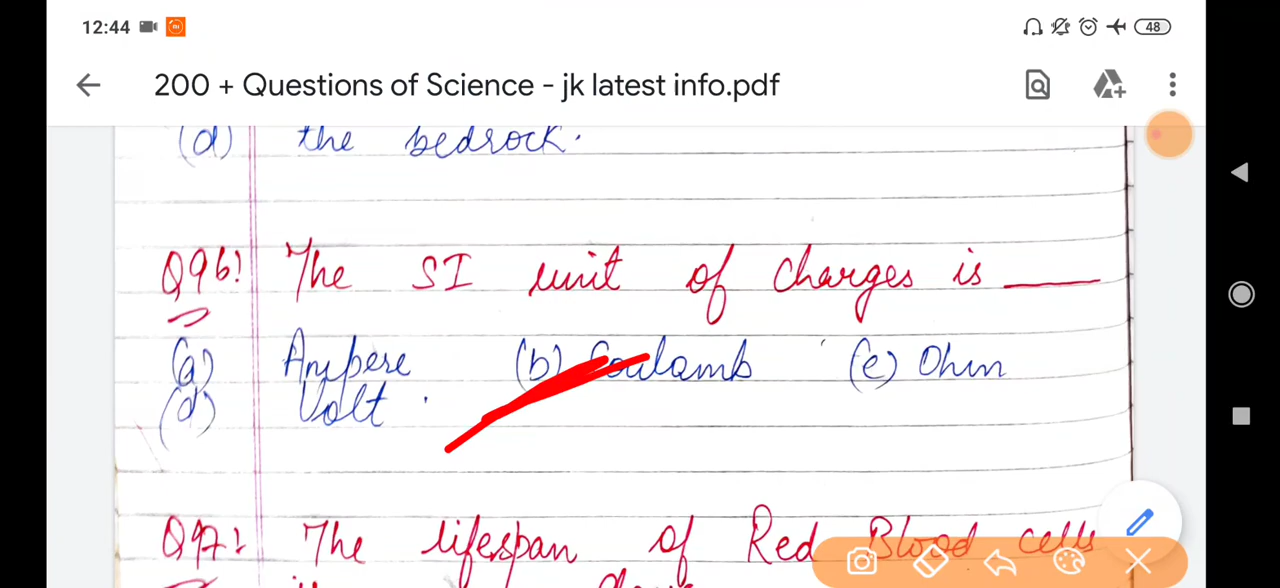 12:44
48
200 + Questions of Science - jk latest info.pdf
(d) the bedrock.
Q96! The SI unit of charges is ____
(a) Ampere (b) Coulamb (c) Ohm
(d) Volt.
Q97! The lifespan of Red Blood cells